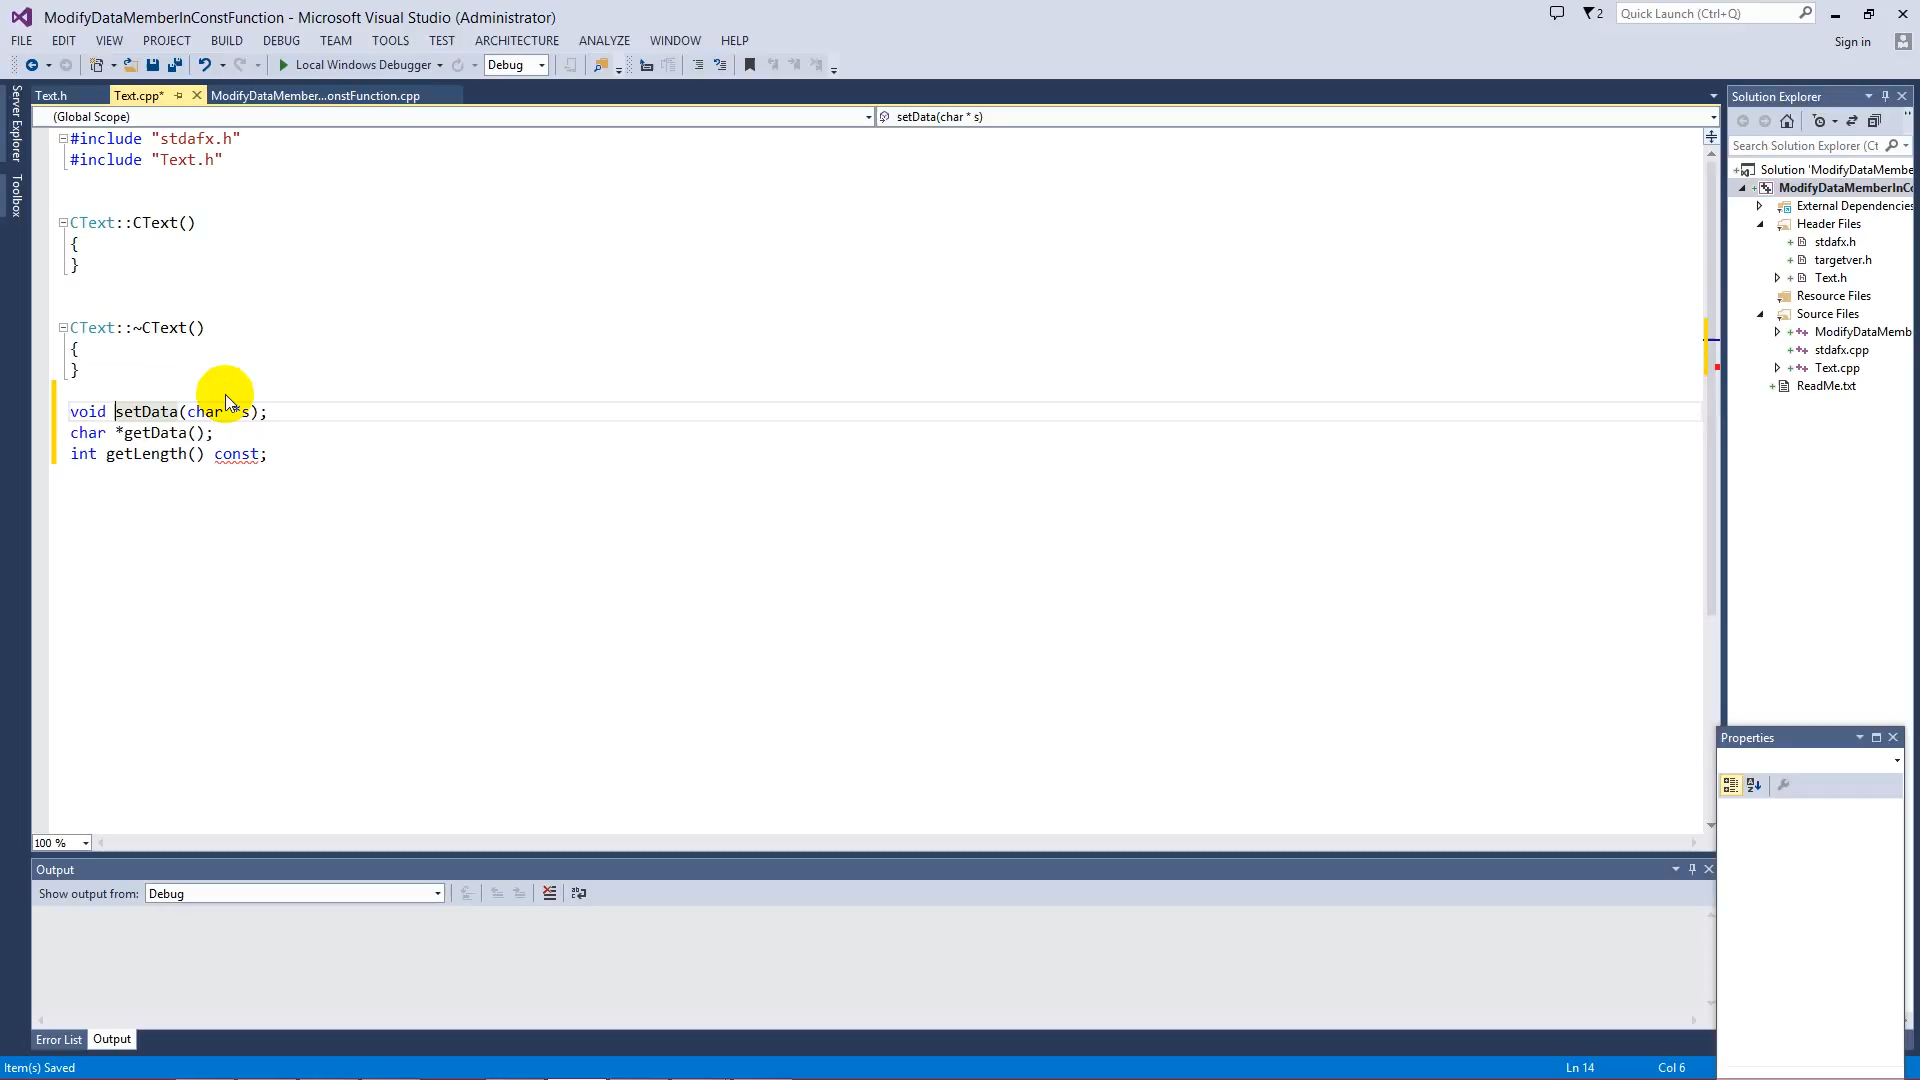 ModifyDataMemberInConstFunction - Microsoft Visual Studio (Administrator)
2
Quick Launch (Ctrl+Q)
FILE EDIT VIEW PROJECT BUILD DEBUG TEAM TOOLS TEST ARCHITECTURE ANALYZE WINDOW HELP
Sign in
Local Windows Debugger
Debug
Server Explorer
Toolbox
Text.h
Text.cpp*
ModifyDataMember...onstFunction.cpp
(Global Scope)
setData(char * s)
#include "stdafx.h"
#include "Text.h"
CText::CText()
{
}
CText::~CText()
{
}
void setData(char *s);
char *getData();
int getLength() const;
100 %
Solution Explorer
Search Solution Explorer (Ct
Solution 'ModifyDataMembe
ModifyDataMemberInCo
External Dependencies
Header Files
stdafx.h
targetver.h
Text.h
Resource Files
Source Files
ModifyDataMemb
stdafx.cpp
Text.cpp
ReadMe.txt
Properties
Output
Show output from:
Debug
Error List
Output
Item(s) Saved
Ln 14
Col 6